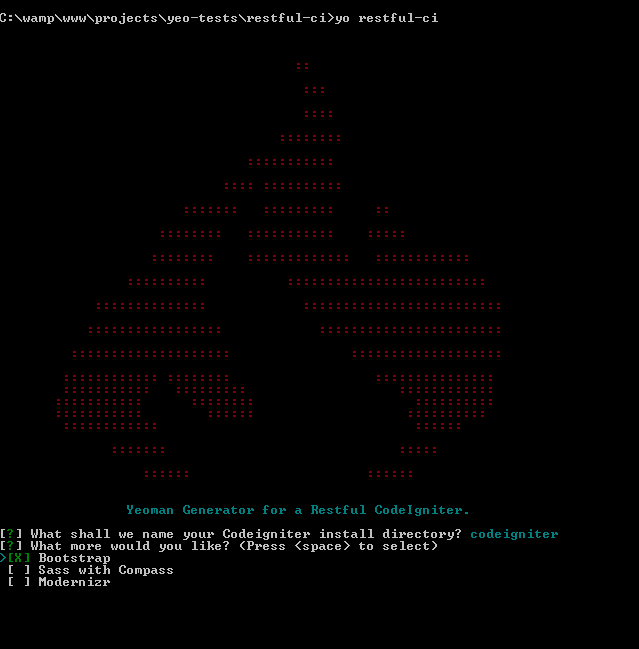 C:\wamp\www\projects\yeo-tests\restful-ci>yo restful-ci
Yeoman Generator for a Restful CodeIgniter.
[?] What shall we name your Codeigniter install directory? codeigniter
[?] What more would you like? (Press <space> to select)
>[X] Bootstrap
[ ] Sass with Compass
[ ] Modernizr